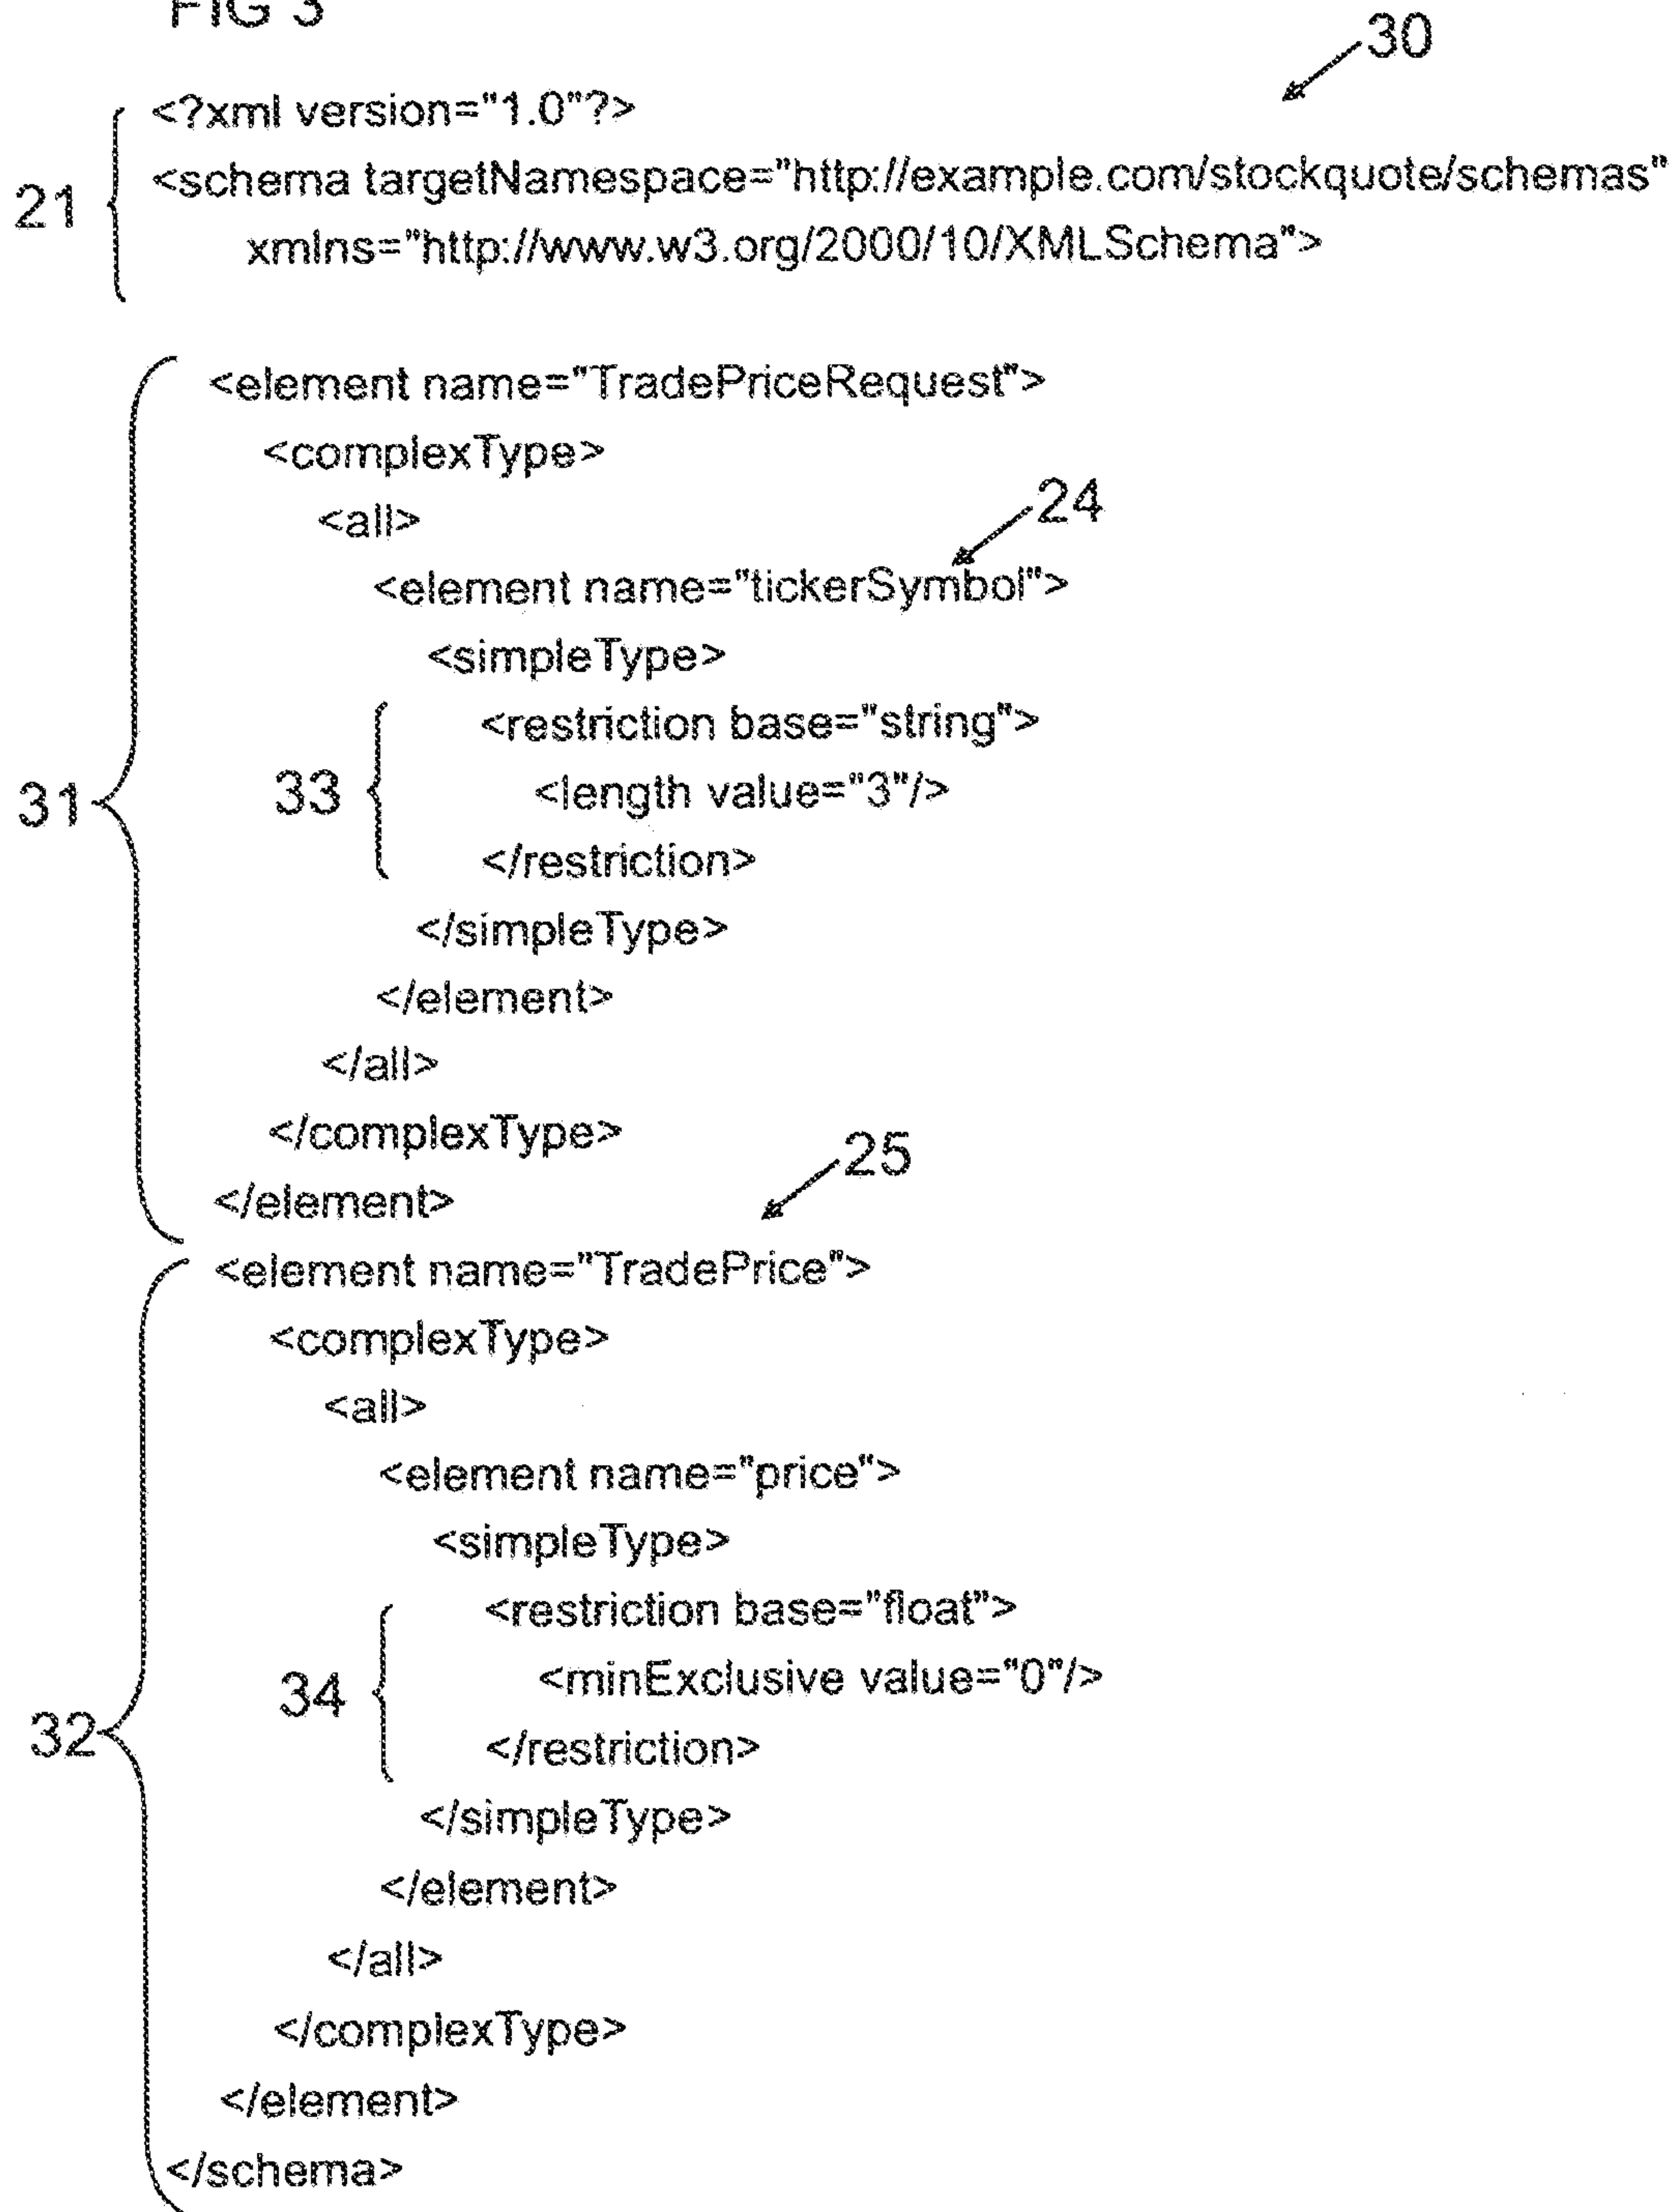 FIG 3
30
<?xml version="1.0"?>
<schema targetNamespace="http://example.com/stockquote/schemas"
21
xmlns="http://www.w3.org/2000/10/XMLSchema">
<element name="TradePriceRequest">
<complexType>
24
<all>
<element name="tickerSymbol">
<simpleType>
<restriction base="string">
31
33
<length value="3"/>
</restriction>
</simpleType>
</element>
</all>
</complexType>
25
</element>
<element name="TradePrice">
<complexType>
<all>
<element name="price">
<simpleType>
<restriction base="float">
34
<minExclusive value="0"/>
32
</restriction>
</simpleType>
</element>
</all>
</complexType>
</element>
</schema>